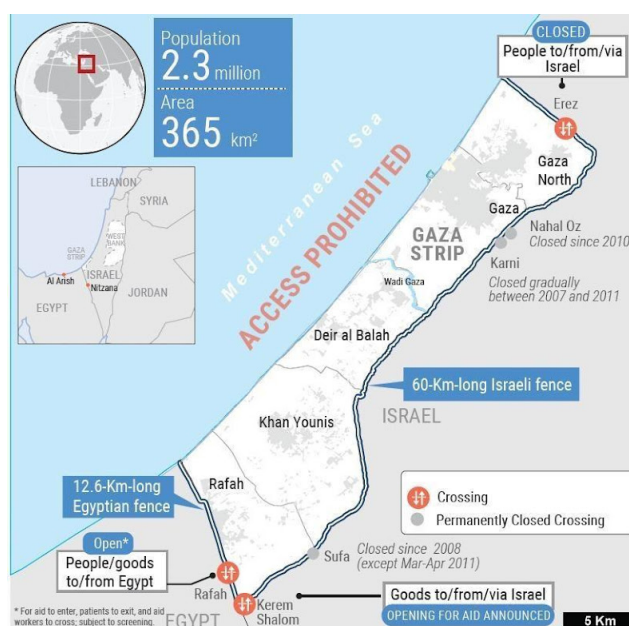 Population
2.3 million
Area
365 km²
CLOSED
People to/from/via
Israel
Erez
Gaza
North
Gaza
Nahal Oz
Closed since 2010
Karni
Closed gradually
between 2007 and 2011
GAZA
STRIP
Wadi Gaza
Mediterranean Sea
ACCESS PROHIBITED
LEBANON
SYRIA
GAZA
STRIP
WEST
BANK
ISRAEL
Al Arish
Nitzana
JORDAN
EGYPT
Deir al Balah
60-Km-long Israeli fence
ISRAEL
Khan Younis
12.6-Km-long
Egyptian fence
Rafah
Crossing
Permanently Closed Crossing
Open*
People/goods
to/from Egypt
Rafah
Sufa
Closed since 2008
(except Mar-Apr 2011)
Kerem
Shalom
Goods to/from/via Israel
OPENING FOR AID ANNOUNCED
* For aid to enter, patients to exit, and aid
workers to cross; subject to screening.
EGYPT
5 Km